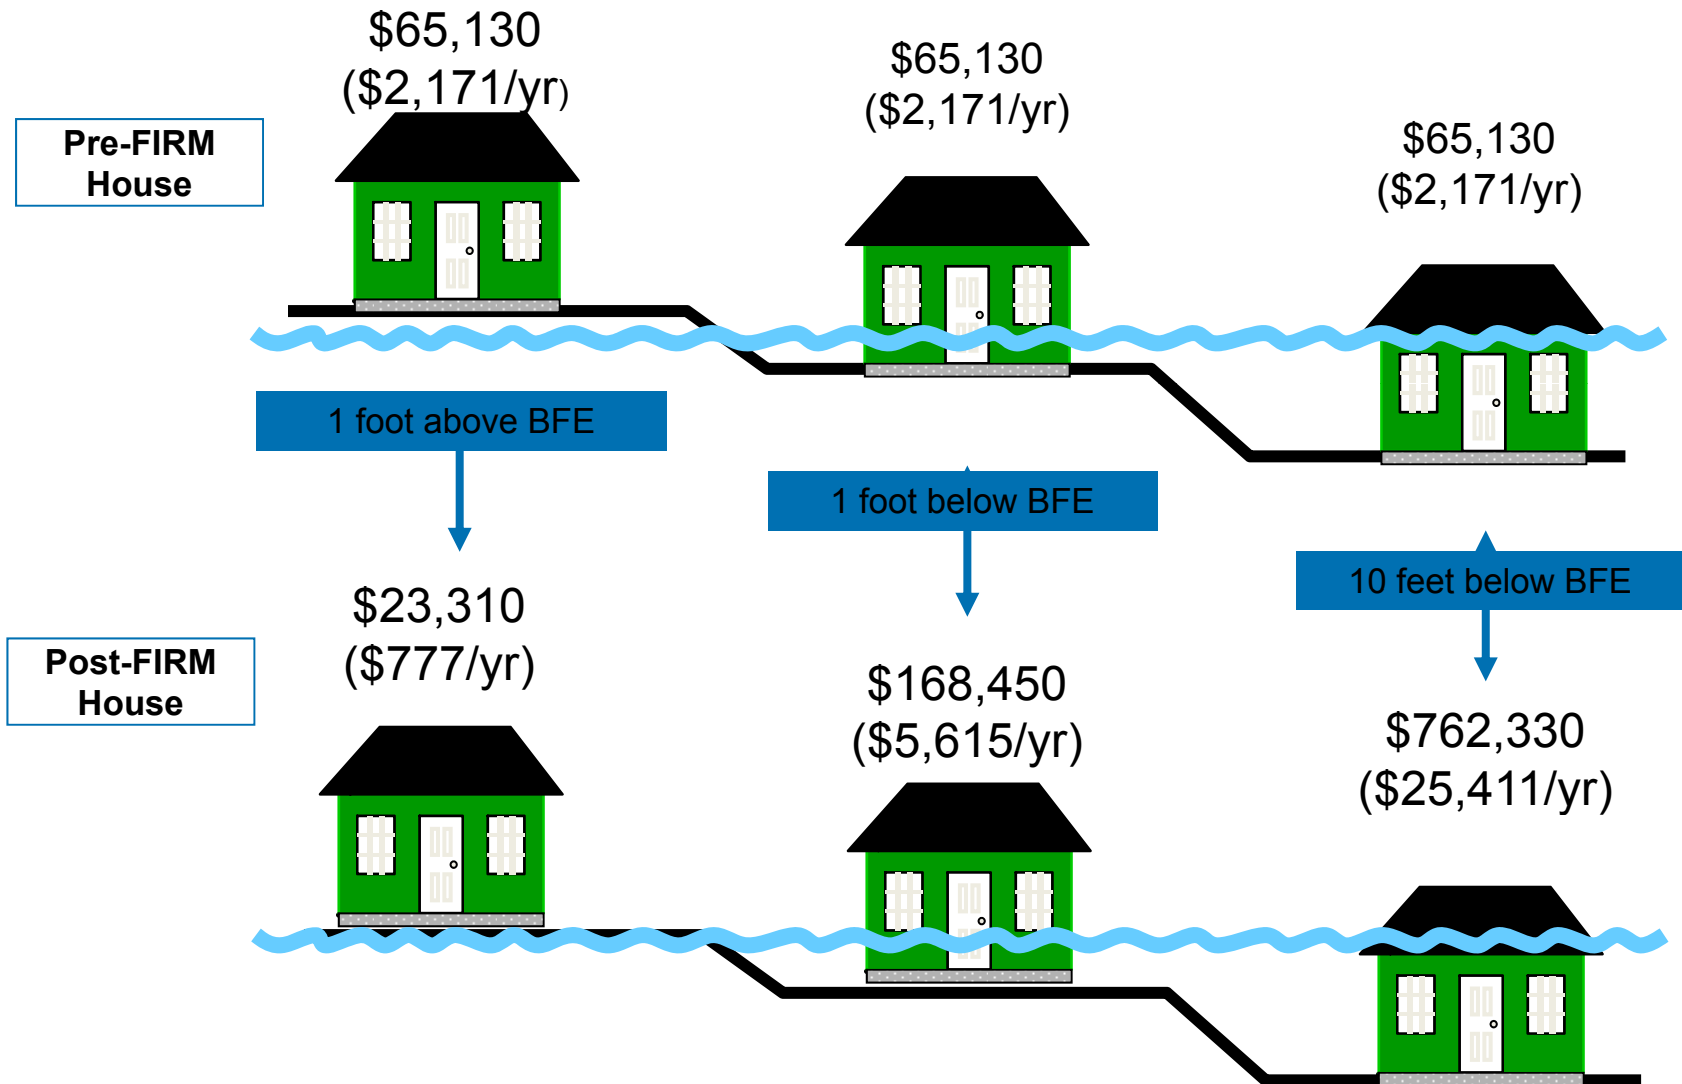 $65,130
($2,171/yr)
$65,130
($2,171/yr)
$65,130
($2,171/yr)
Pre-FIRM
House
1 foot above BFE
1 foot below BFE
10 feet below BFE
$23,310
($777/yr)
$168,450
($5,615/yr)
$762,330
($25,411/yr)
Post-FIRM
House